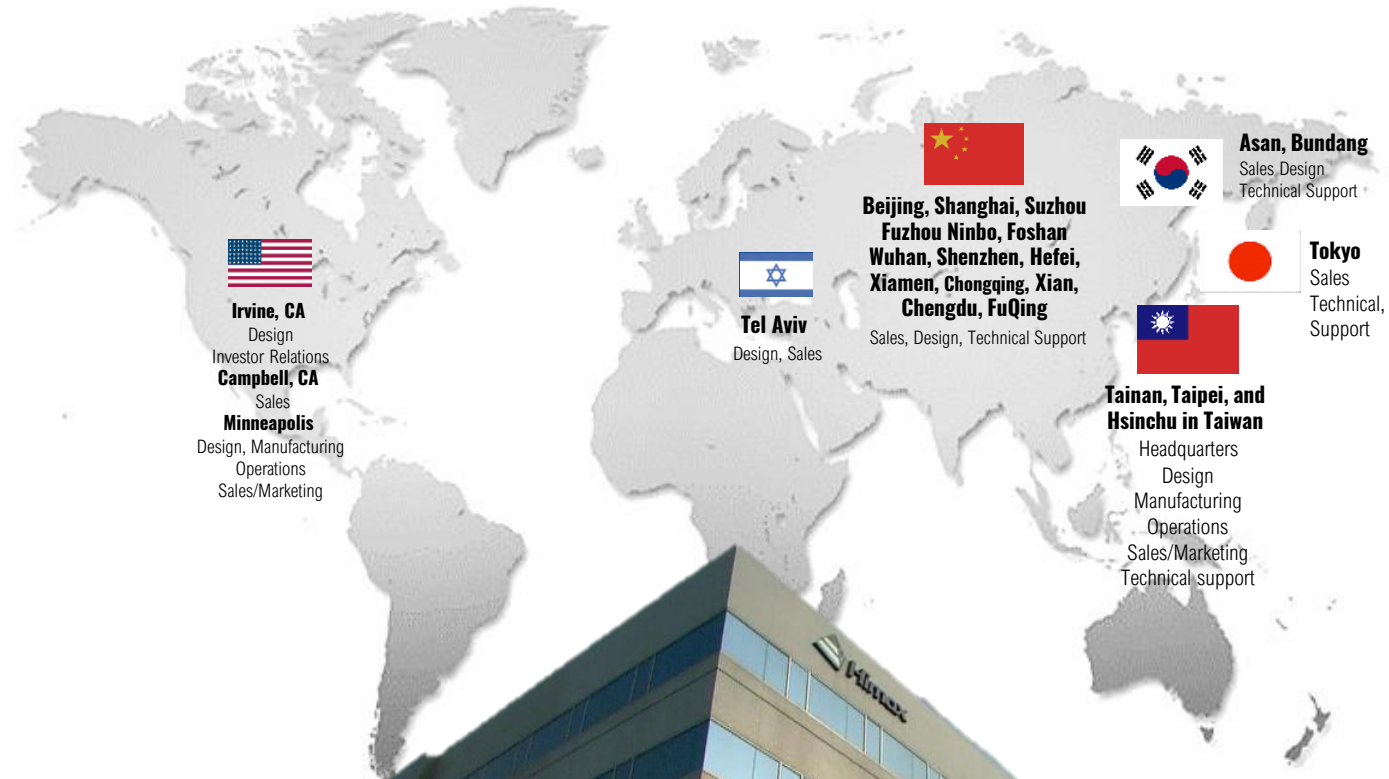 Irvine, CA
Design
Investor Relations
Campbell, CA
Sales
Minneapolis
Design, Manufacturing
Operations
Sales/Marketing
Tel Aviv
Design, Sales
Beijing, Shanghai, Suzhou
Fuzhou Ninbo, Foshan
Wuhan, Shenzhen, Hefei,
Xiamen, Chongqing, Xian,
Chengdu, FuQing
Sales, Design, Technical Support
Asan, Bundang
Sales Design
Technical Support
Tokyo
Sales
Technical,
Support
Tainan, Taipei, and
Hsinchu in Taiwan
Headquarters
Design
Manufacturing
Operations
Sales/Marketing
Technical support
Himax